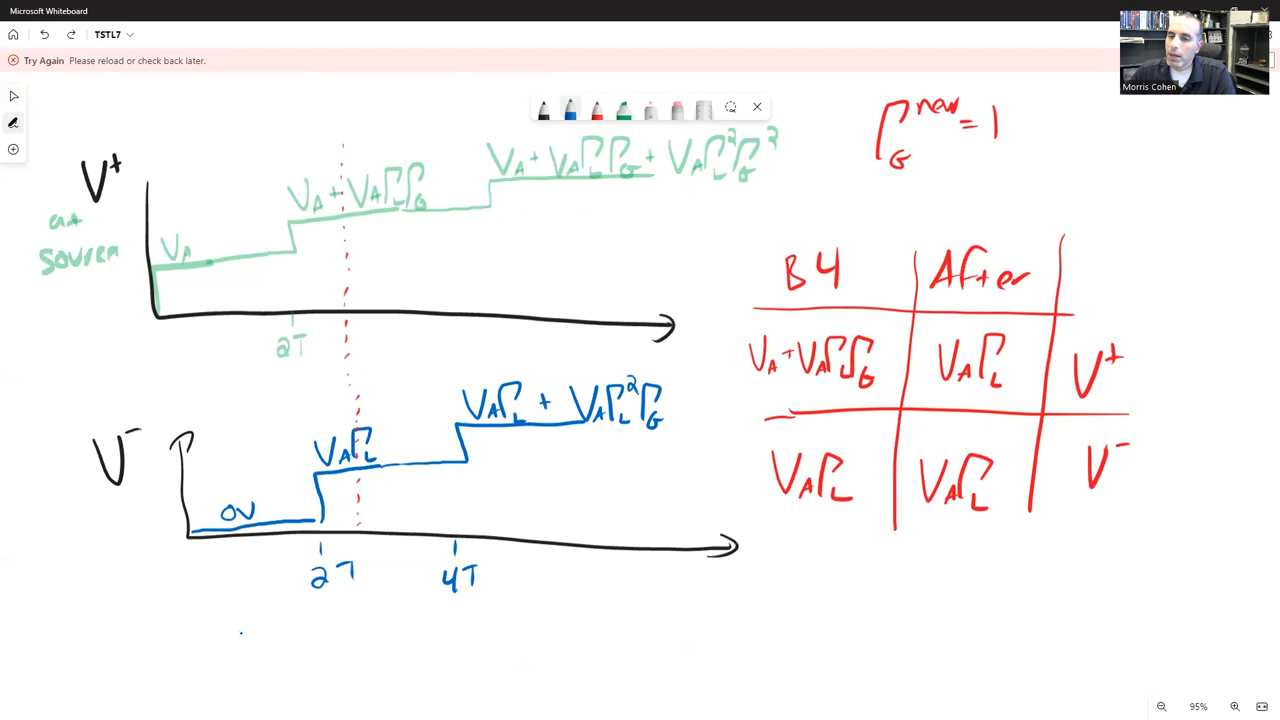 Microsoft Whiteboard
TSTL7
Try Again Please reload or check back later.
Morris Cohen
V⁺
at
source
V_A
V_A + V_AΓ_LΓ_G
V_A + V_AΓ_LΓ_G + V_AΓ_L²Γ_G²
2T
V⁻
0V
V_AΓ_L
V_AΓ_L + V_AΓ_L²Γ_G
2T
4T
Γ_G^new = 1
B4 After
V_A + V_AΓ_LΓ_G V_AΓ_L V⁺
V_AΓ_L V_AΓ_L V⁻
95%